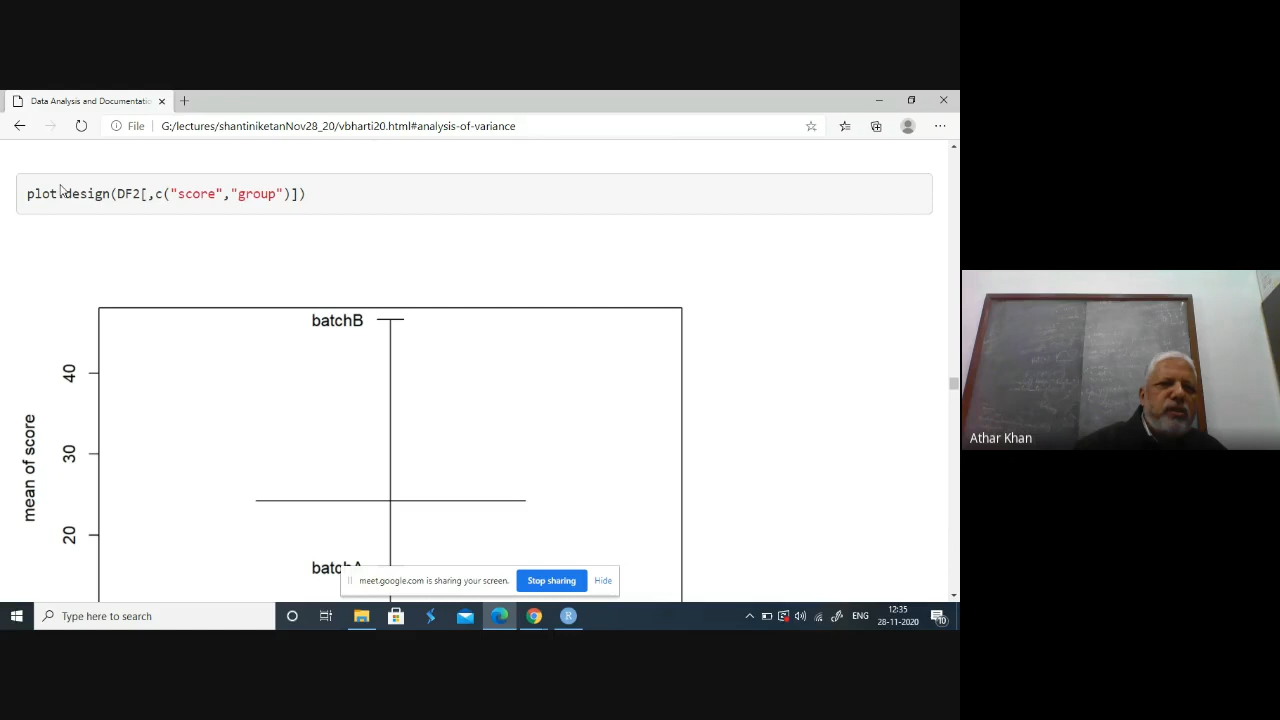 Data Analysis and Documentatio
File
G:/lectures/shantiniketanNov28_20/vbharti20.html#analysis-of-variance
plot.design(DF2[,c("score","group")])
batchB
40
mean of score
30
20
batchA
meet.google.com is sharing your screen.
Stop sharing
Hide
Athar Khan
Type here to search
ENG
12:35
28-11-2020
10